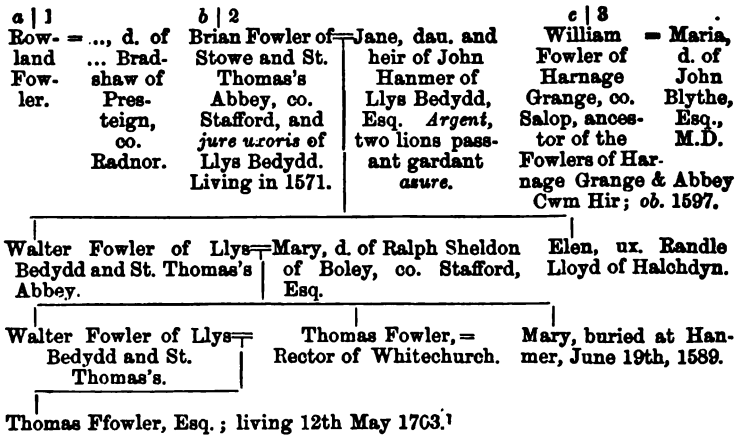 a | 1
Row- = ..., d. of
land ... Brad-
Fow- shaw of
ler. Pres-
teign,
co.
Radnor.
b | 2
Brian Fowler of=
Stowe and St.
Thomas's
Abbey, co.
Stafford, and
jure uxoris of
Llys Bedydd.
Living in 1571.
Jane, dau. and
heir of John
Hanmer of
Llys Bedydd,
Esq. Argent,
two lions pass-
ant gardant
azure.
c | 3
William =
Fowler of
Harnage
Grange, co.
Salop, ances-
tor of the
Fowlers of Har-
nage Grange & Abbey
Cwm Hir; ob. 1597.
Maria,
d. of
John
Blythe,
Esq.,
M.D.
Walter Fowler of Llys=
Bedydd and St. Thomas's
Abbey.
Mary, d. of Ralph Sheldon
of Boley, co. Stafford,
Esq.
Elen, ux. Randle
Lloyd of Halchdyn.
Walter Fowler of Llys=
Bedydd and St.
Thomas's.
Thomas Fowler, =
Rector of Whitechurch.
Mary, buried at Han-
mer, June 19th, 1589.
Thomas Ffowler, Esq.; living 12th May 1703.¹